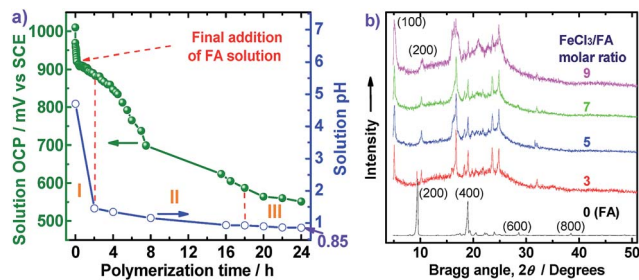 a)
Solution OCP / mV vs SCE
1000
900
800
700
600
550
500
Final addition
of FA solution
I
II
III
7
6
5
4
3
2
1
0.85
Solution pH
0
4
8
12
16
20
24
Polymerization time / h
b)
Intensity
(100)
(200)
FeCl3/FA
molar ratio
9
7
5
3
(200)
(400)
0 (FA)
(600)
(800)
10
20
30
40
50
Bragg angle, 2θ / Degrees